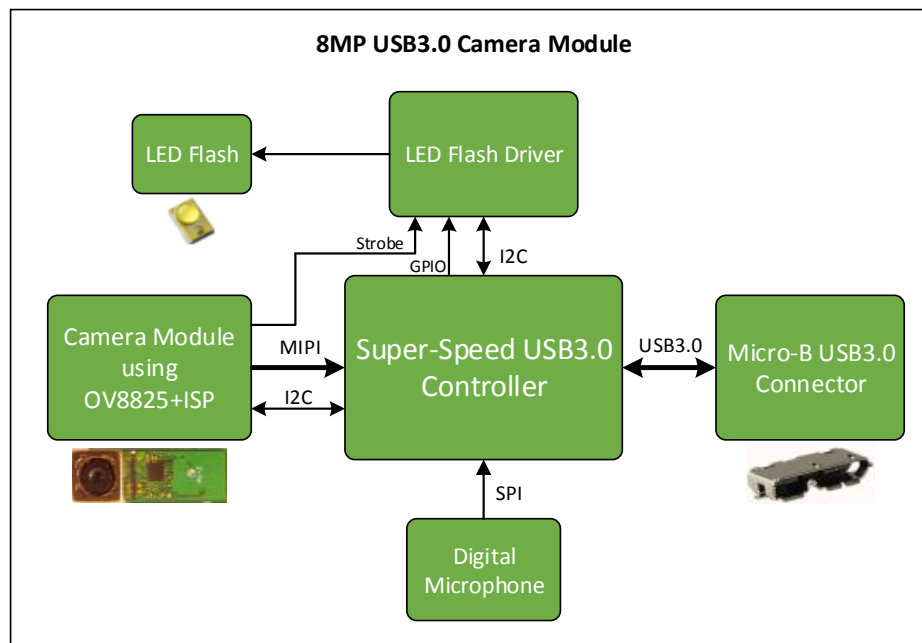 8MP USB3.0 Camera Module
LED Flash
LED Flash Driver
Strobe
GPIO
I2C
Camera Module
using
OV8825+ISP
MIPI
I2C
Super-Speed USB3.0
Controller
USB3.0
Micro-B USB3.0
Connector
SPI
Digital
Microphone